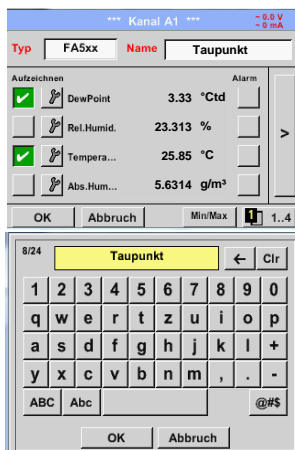 *** Kanal A1 ***
~ 0.0 V
~ 0 mA
Typ FA5xx Name Taupunkt
Aufzeichnen Alarm
DewPoint 3.33 °Ctd
Rel.Humid. 23.313 %
Tempera... 25.85 °C
Abs.Hum... 5.6314 g/m³
>
OK Abbruch Min/Max 1 1..4
8/24 Taupunkt ← Clr
1 2 3 4 5 6 7 8 9 0
q w e r t z u i o p
a s d f g h j k l +
y x c v b n m , . -
ABC Abc @#$
OK Abbruch